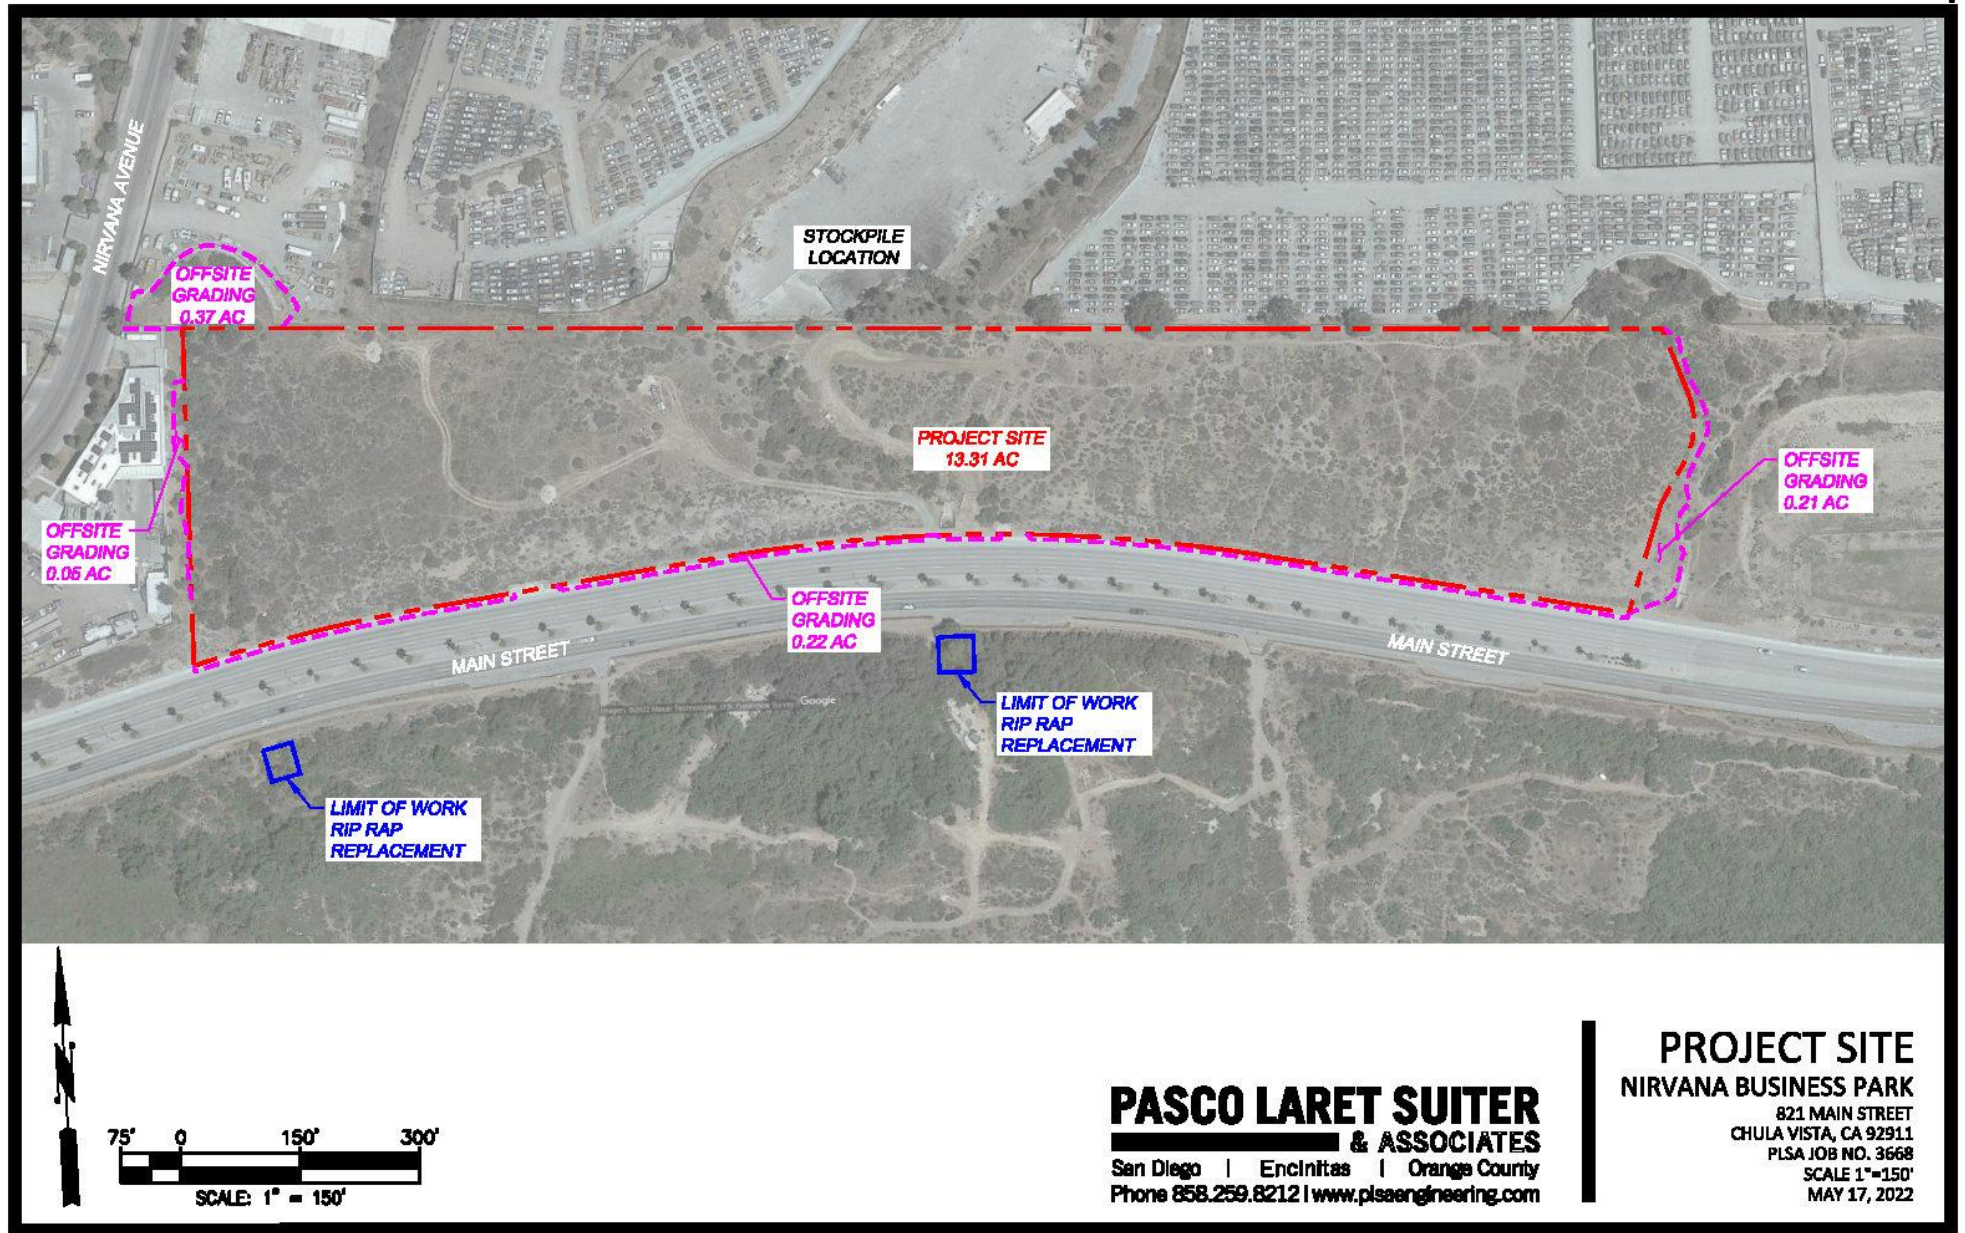 NIRVANA AVENUE
OFFSITE
GRADING
0.37 AC
STOCKPILE
LOCATION
PROJECT SITE
13.31 AC
OFFSITE
GRADING
0.21 AC
OFFSITE
GRADING
0.05 AC
OFFSITE
GRADING
0.22 AC
MAIN STREET
MAIN STREET
LIMIT OF WORK
RIP RAP
REPLACEMENT
Google
LIMIT OF WORK
RIP RAP
REPLACEMENT
N
75' 0 150' 300'
SCALE: 1" = 150'
PASCO LARET SUITER
& ASSOCIATES
San Diego | Encinitas | Orange County
Phone 858.259.8212 | www.plsaengineering.com
PROJECT SITE
NIRVANA BUSINESS PARK
821 MAIN STREET
CHULA VISTA, CA 92911
PLSA JOB NO. 3668
SCALE 1"=150'
MAY 17, 2022